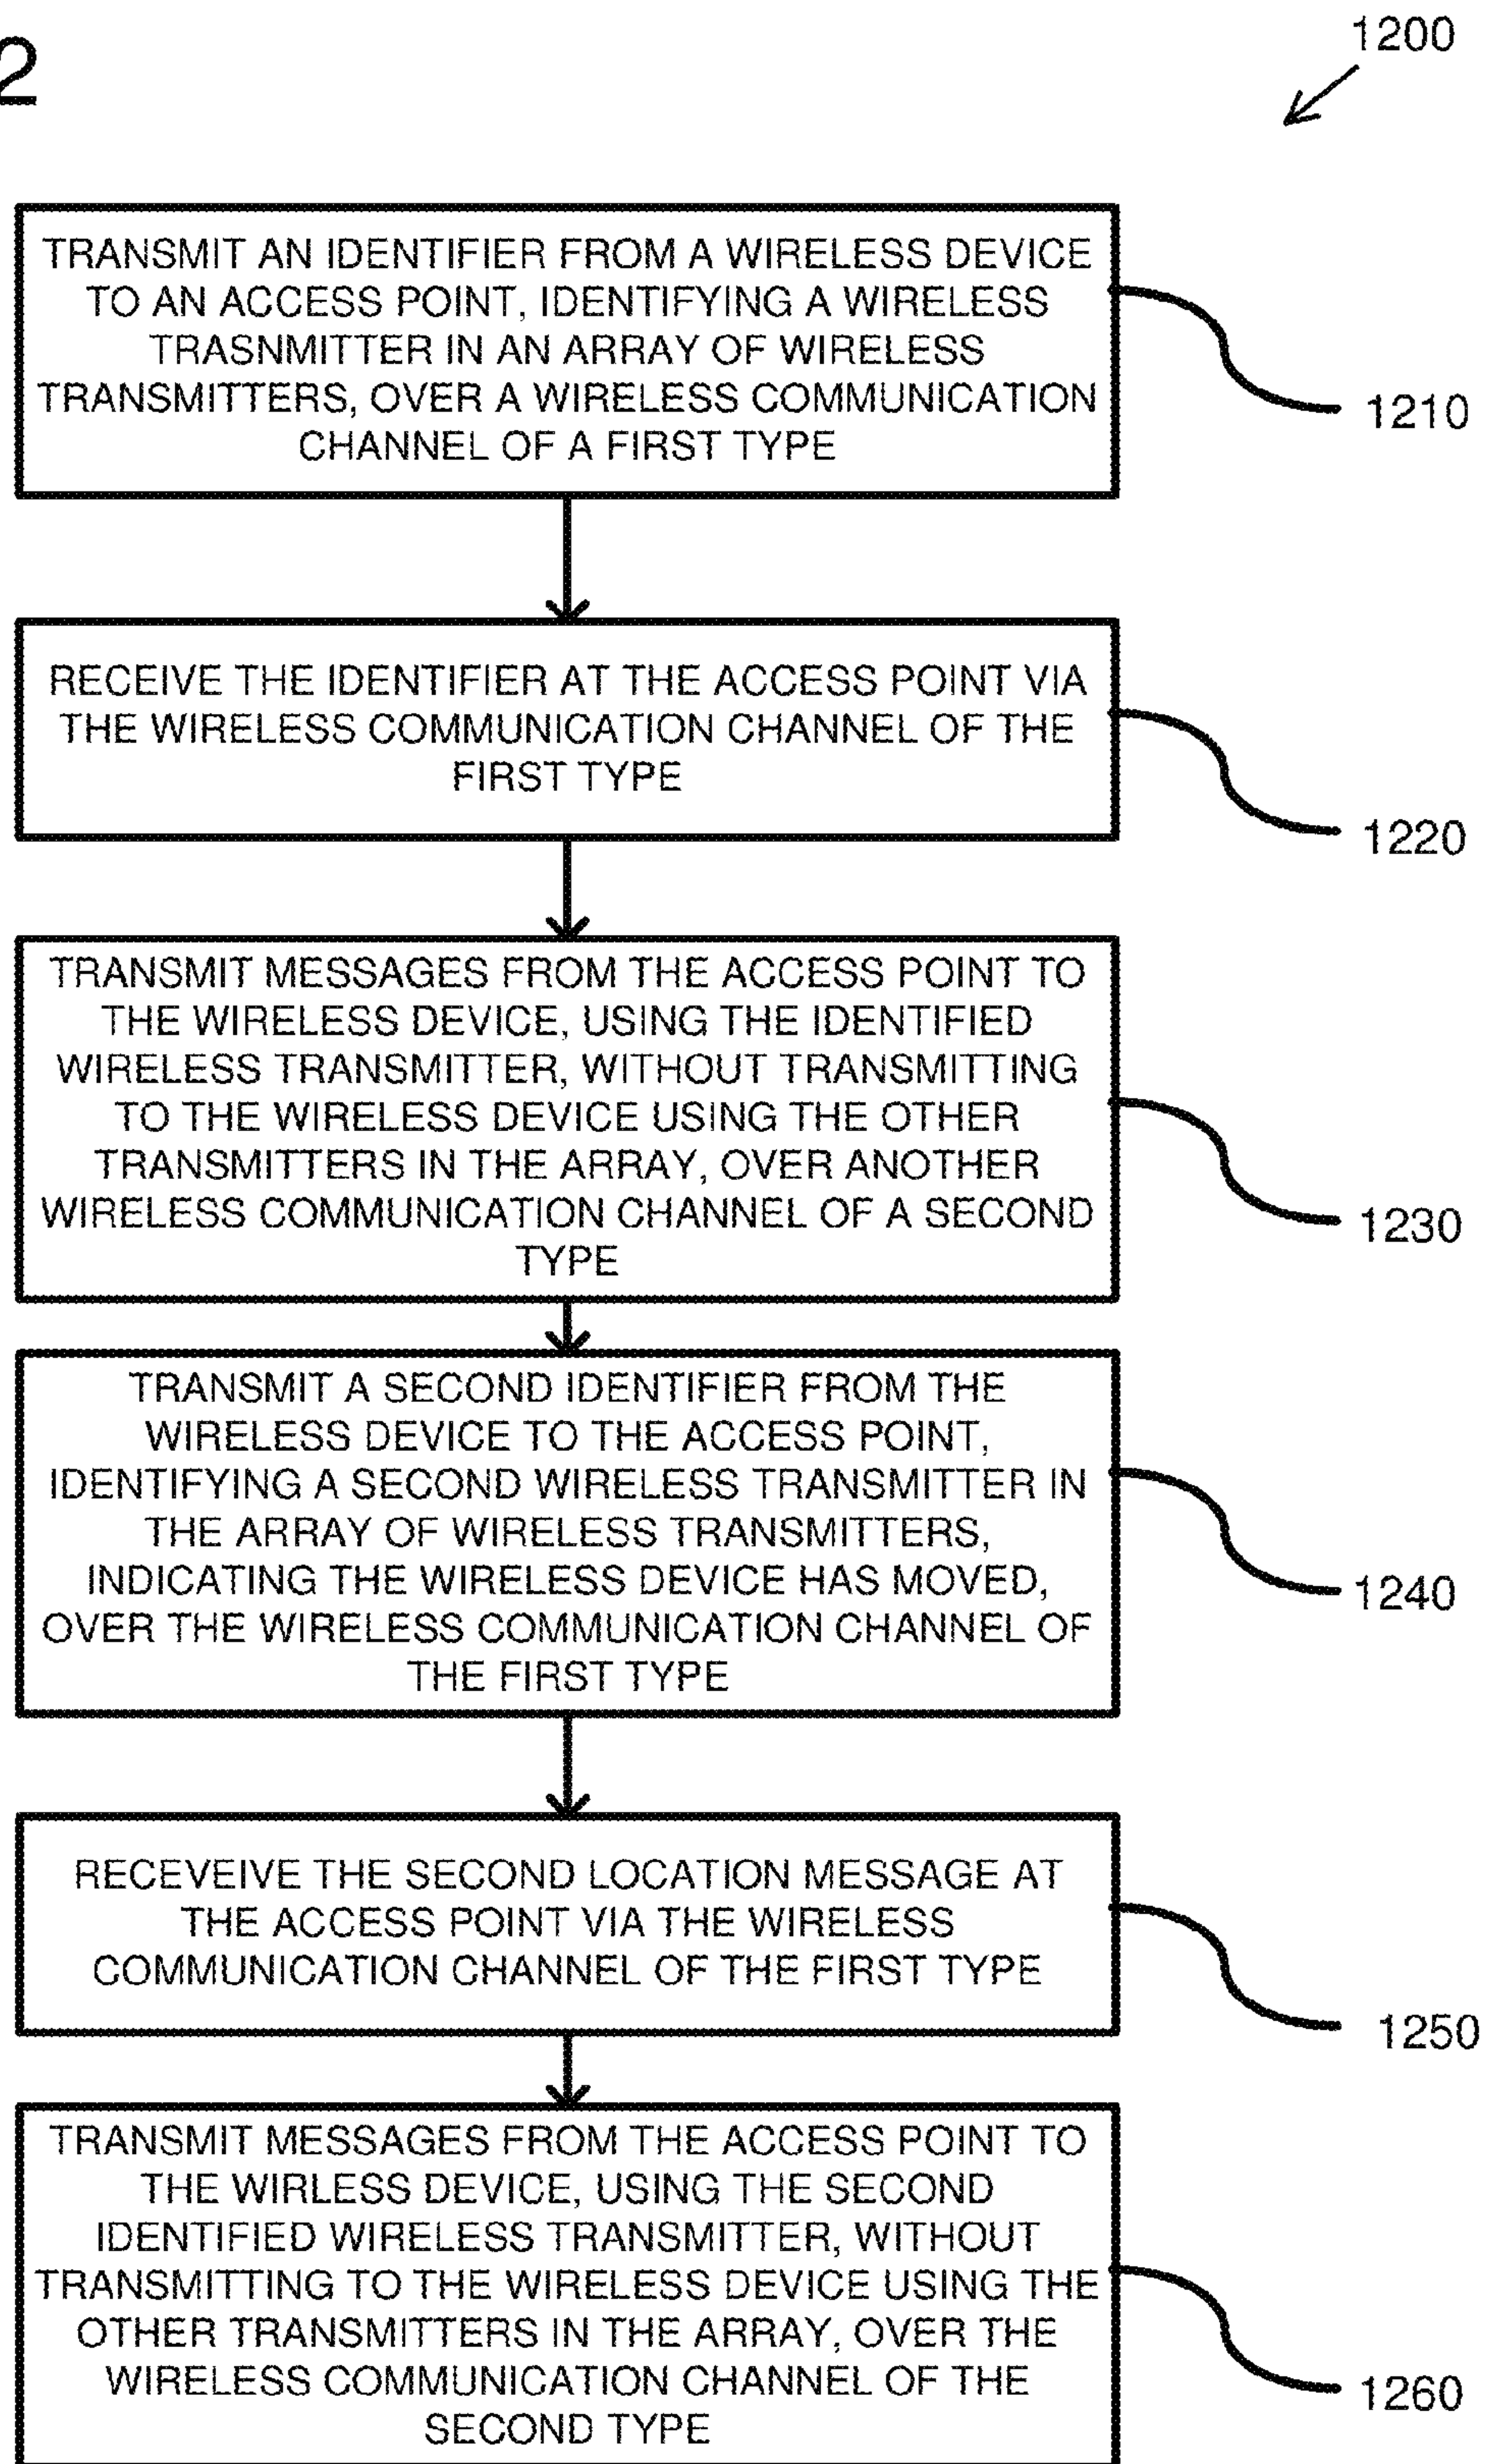 2
1200
TRANSMIT AN IDENTIFIER FROM A WIRELESS DEVICE
TO AN ACCESS POINT, IDENTIFYING A WIRELESS
TRASNMITTER IN AN ARRAY OF WIRELESS
TRANSMITTERS, OVER A WIRELESS COMMUNICATION
CHANNEL OF A FIRST TYPE
1210
RECEIVE THE IDENTIFIER AT THE ACCESS POINT VIA
THE WIRELESS COMMUNICATION CHANNEL OF THE
FIRST TYPE
1220
TRANSMIT MESSAGES FROM THE ACCESS POINT TO
THE WIRELESS DEVICE, USING THE IDENTIFIED
WIRELESS TRANSMITTER, WITHOUT TRANSMITTING
TO THE WIRELESS DEVICE USING THE OTHER
TRANSMITTERS IN THE ARRAY, OVER ANOTHER
WIRELESS COMMUNICATION CHANNEL OF A SECOND
TYPE
1230
TRANSMIT A SECOND IDENTIFIER FROM THE
WIRELESS DEVICE TO THE ACCESS POINT,
IDENTIFYING A SECOND WIRELESS TRANSMITTER IN
THE ARRAY OF WIRELESS TRANSMITTERS,
INDICATING THE WIRELESS DEVICE HAS MOVED,
OVER THE WIRELESS COMMUNICATION CHANNEL OF
THE FIRST TYPE
1240
RECEVEIVE THE SECOND LOCATION MESSAGE AT
THE ACCESS POINT VIA THE WIRELESS
COMMUNICATION CHANNEL OF THE FIRST TYPE
1250
TRANSMIT MESSAGES FROM THE ACCESS POINT TO
THE WIRLESS DEVICE, USING THE SECOND
IDENTIFIED WIRELESS TRANSMITTER, WITHOUT
TRANSMITTING TO THE WIRELESS DEVICE USING THE
OTHER TRANSMITTERS IN THE ARRAY, OVER THE
WIRELESS COMMUNICATION CHANNEL OF THE
SECOND TYPE
1260